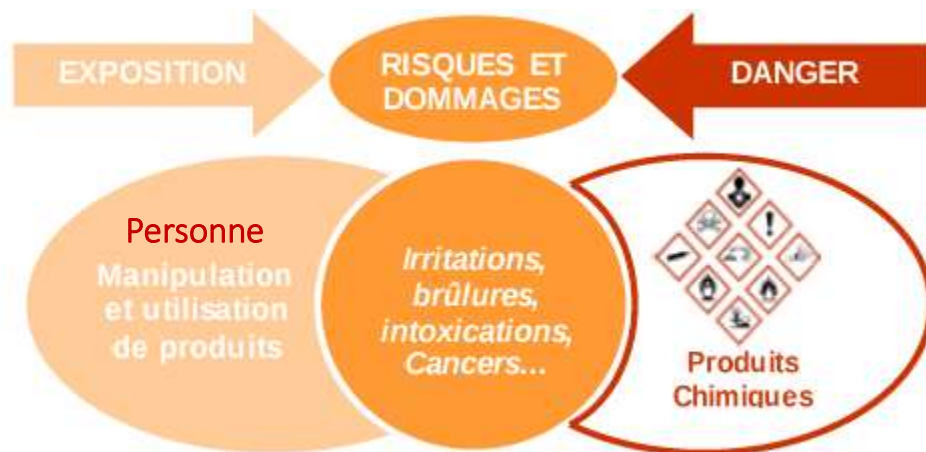 EXPOSITION
RISQUES ET
DOMMAGES
DANGER
Personne
Manipulation
et utilisation
de produits
Irritations,
brûlures,
intoxications,
Cancers...
Produits
Chimiques